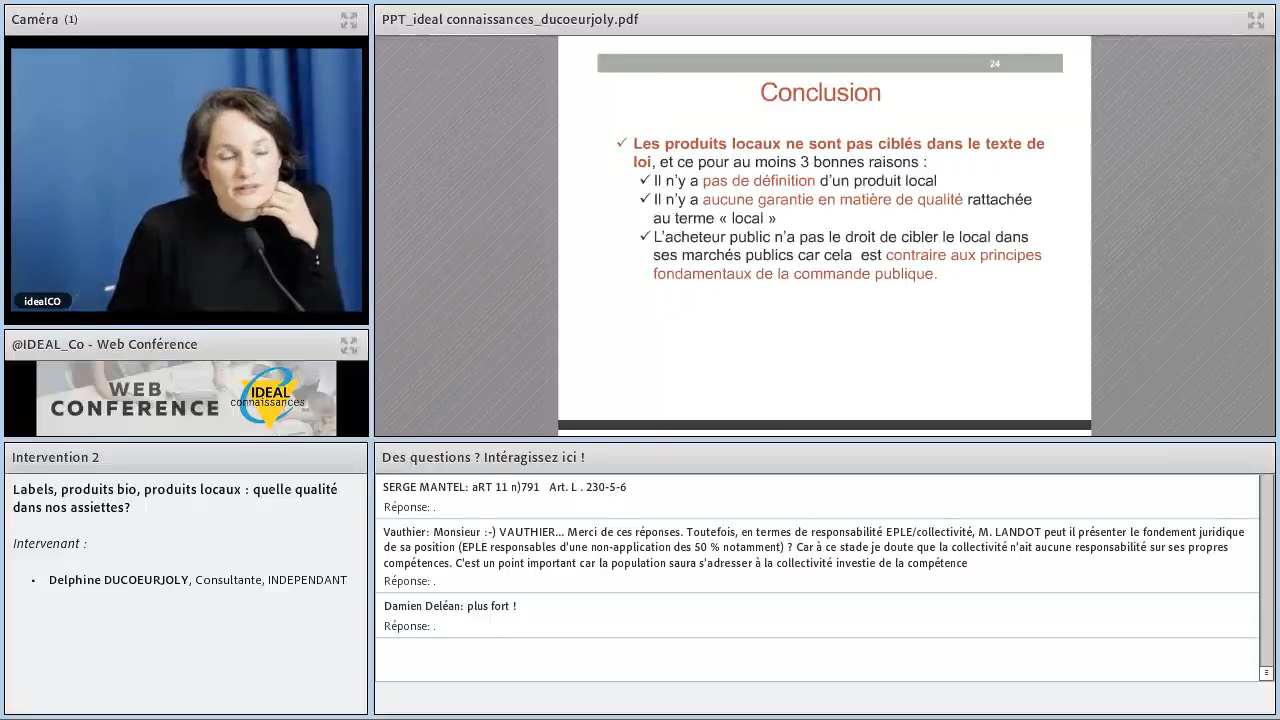 Caméra (1)
idealCO
@IDEAL_Co - Web Conférence
WEB
CONFERENCE
IDEAL
connaissances
Intervention 2
Labels, produits bio, produits locaux : quelle qualité
dans nos assiettes?
Intervenant :
• Delphine DUCOEURJOLY, Consultante, INDEPENDANT
PPT_ideal connaissances_ducoeurjoly.pdf
24
Conclusion
✓ Les produits locaux ne sont pas ciblés dans le texte de
loi, et ce pour au moins 3 bonnes raisons :
✓Il n’y a pas de définition d’un produit local
✓Il n’y a aucune garantie en matière de qualité rattachée
au terme « local »
✓L’acheteur public n’a pas le droit de cibler le local dans
ses marchés publics car cela est contraire aux principes
fondamentaux de la commande publique.
Des questions ? Intéragissez ici !
SERGE MANTEL: aRT 11 n)791 Art. L . 230-5-6
Réponse: .
Vauthier: Monsieur :-) VAUTHIER... Merci de ces réponses. Toutefois, en termes de responsabilité EPLE/collectivité, M. LANDOT peut il présenter le fondement juridique
de sa position (EPLE responsables d'une non-application des 50 % notamment) ? Car à ce stade je doute que la collectivité n'ait aucune responsabilité sur ses propres
compétences. C'est un point important car la population saura s'adresser à la collectivité investie de la compétence
Réponse: .
Damien Deléan: plus fort !
Réponse: .